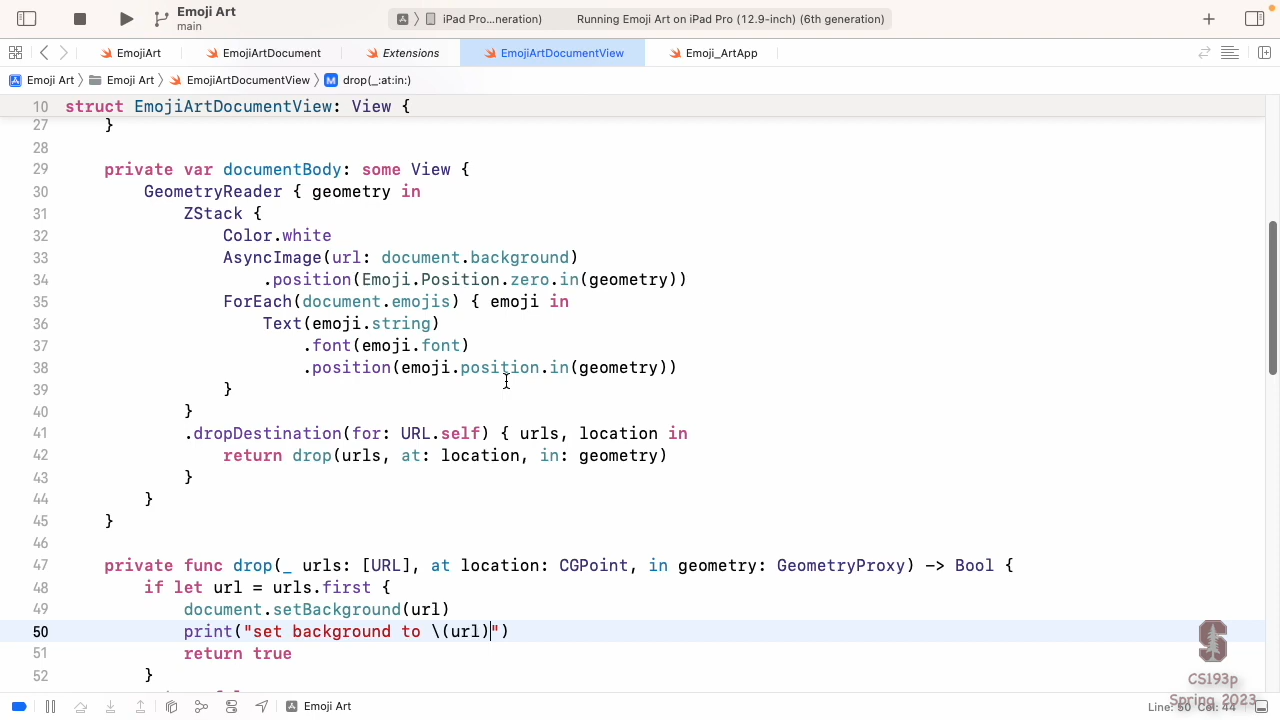 Emoji Art
main
iPad Pro...neration)
Running Emoji Art on iPad Pro (12.9-inch) (6th generation)
EmojiArt
EmojiArtDocument
Extensions
EmojiArtDocumentView
Emoji_ArtApp
Emoji Art
Emoji Art
EmojiArtDocumentView
M
drop(_:at:in:)
10 struct EmojiArtDocumentView: View {
27 }
28
29 private var documentBody: some View {
30 GeometryReader { geometry in
31 ZStack {
32 Color.white
33 AsyncImage(url: document.background)
34 .position(Emoji.Position.zero.in(geometry))
35 ForEach(document.emojis) { emoji in
36 Text(emoji.string)
37 .font(emoji.font)
38 .position(emoji.position.in(geometry))
39 }
40 }
41 .dropDestination(for: URL.self) { urls, location in
42 return drop(urls, at: location, in: geometry)
43 }
44 }
45 }
46
47 private func drop(_ urls: [URL], at location: CGPoint, in geometry: GeometryProxy) -> Bool {
48 if let url = urls.first {
49 document.setBackground(url)
50 print("set background to \(url)")
51 return true
52 }
CS193p
Spring 2023
Emoji Art
Line: 50 Col: 44